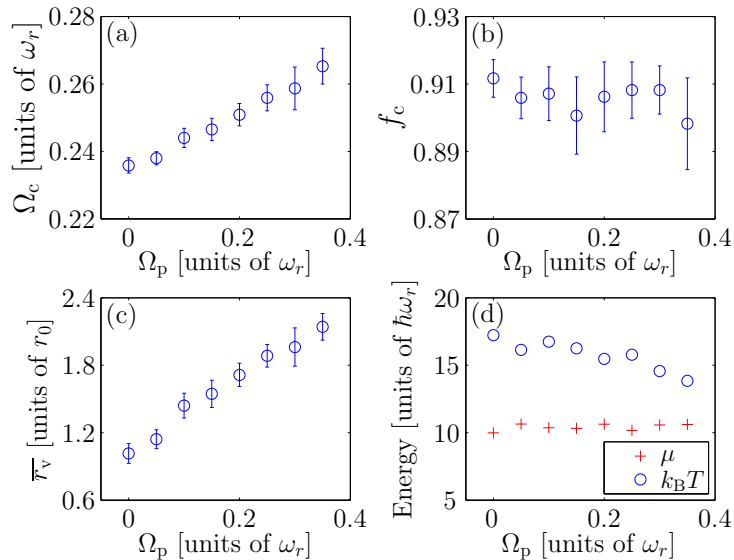 (a)
Ω_c [units of ω_r]
0.28
0.26
0.24
0.22
0 0.2 0.4
Ω_p [units of ω_r]
(b)
f_c
0.93
0.91
0.89
0.87
0 0.2 0.4
Ω_p [units of ω_r]
(c)
r̅_v [units of r_0]
2.4
1.8
1.2
0.6
0 0.2 0.4
Ω_p [units of ω_r]
(d)
Energy [units of ℏω_r]
20
15
10
5
μ
k_BT
0 0.2 0.4
Ω_p [units of ω_r]